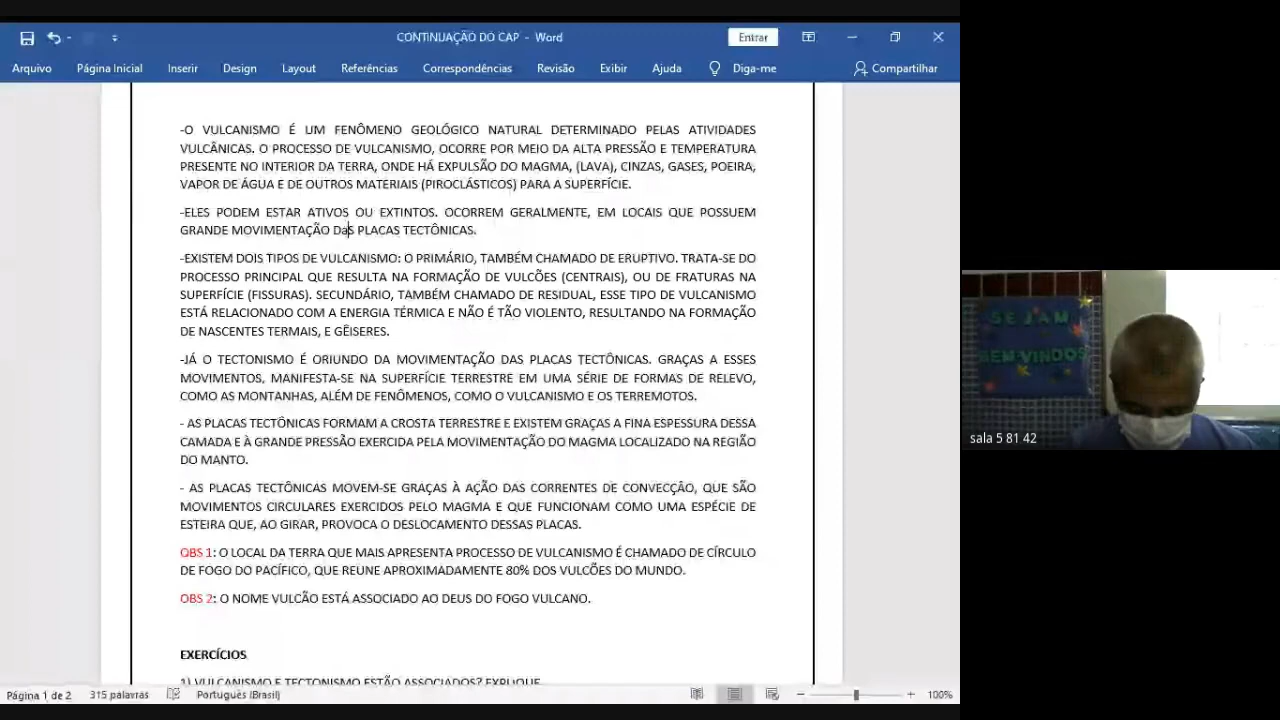 CONTINUAÇÃO DO CAP - Word
Entrar
Arquivo Página Inicial Inserir Design Layout Referências Correspondências Revisão Exibir Ajuda Diga-me Compartilhar
-O VULCANISMO É UM FENÔMENO GEOLÓGICO NATURAL DETERMINADO PELAS ATIVIDADES
VULCÂNICAS. O PROCESSO DE VULCANISMO, OCORRE POR MEIO DA ALTA PRESSÃO E TEMPERATURA
PRESENTE NO INTERIOR DA TERRA, ONDE HÁ EXPULSÃO DO MAGMA, (LAVA), CINZAS, GASES, POEIRA,
VAPOR DE ÁGUA E DE OUTROS MATERIAIS (PIROCLÁSTICOS) PARA A SUPERFÍCIE.
-ELES PODEM ESTAR ATIVOS OU EXTINTOS. OCORREM GERALMENTE, EM LOCAIS QUE POSSUEM
GRANDE MOVIMENTAÇÃO DaS PLACAS TECTÔNICAS.
-EXISTEM DOIS TIPOS DE VULCANISMO: O PRIMÁRIO, TAMBÉM CHAMADO DE ERUPTIVO. TRATA-SE DO
PROCESSO PRINCIPAL QUE RESULTA NA FORMAÇÃO DE VULCÕES (CENTRAIS), OU DE FRATURAS NA
SUPERFÍCIE (FISSURAS). SECUNDÁRIO, TAMBÉM CHAMADO DE RESIDUAL, ESSE TIPO DE VULCANISMO
ESTÁ RELACIONADO COM A ENERGIA TÉRMICA E NÃO É TÃO VIOLENTO, RESULTANDO NA FORMAÇÃO
DE NASCENTES TERMAIS, E GÊISERES.
-JÁ O TECTONISMO É ORIUNDO DA MOVIMENTAÇÃO DAS PLACAS TECTÔNICAS. GRAÇAS A ESSES
MOVIMENTOS, MANIFESTA-SE NA SUPERFÍCIE TERRESTRE EM UMA SÉRIE DE FORMAS DE RELEVO,
COMO AS MONTANHAS, ALÉM DE FENÔMENOS, COMO O VULCANISMO E OS TERREMOTOS.
- AS PLACAS TECTÔNICAS FORMAM A CROSTA TERRESTRE E EXISTEM GRAÇAS A FINA ESPESSURA DESSA
CAMADA E À GRANDE PRESSÃO EXERCIDA PELA MOVIMENTAÇÃO DO MAGMA LOCALIZADO NA REGIÃO
DO MANTO.
- AS PLACAS TECTÔNICAS MOVEM-SE GRAÇAS À AÇÃO DAS CORRENTES DE CONVECÇÃO, QUE SÃO
MOVIMENTOS CIRCULARES EXERCIDOS PELO MAGMA E QUE FUNCIONAM COMO UMA ESPÉCIE DE
ESTEIRA QUE, AO GIRAR, PROVOCA O DESLOCAMENTO DESSAS PLACAS.
OBS 1: O LOCAL DA TERRA QUE MAIS APRESENTA PROCESSO DE VULCANISMO É CHAMADO DE CÍRCULO
DE FOGO DO PACÍFICO, QUE REÚNE APROXIMADAMENTE 80% DOS VULCÕES DO MUNDO.
OBS 2: O NOME VULCÃO ESTÁ ASSOCIADO AO DEUS DO FOGO VULCANO.
EXERCÍCIOS
1) VULCANISMO E TECTONISMO ESTÃO ASSOCIADOS? EXPLIQUE
Página 1 de 2 315 palavras Português (Brasil) 100%
SEJAM
BEM VINDOS
sala 5 81 42